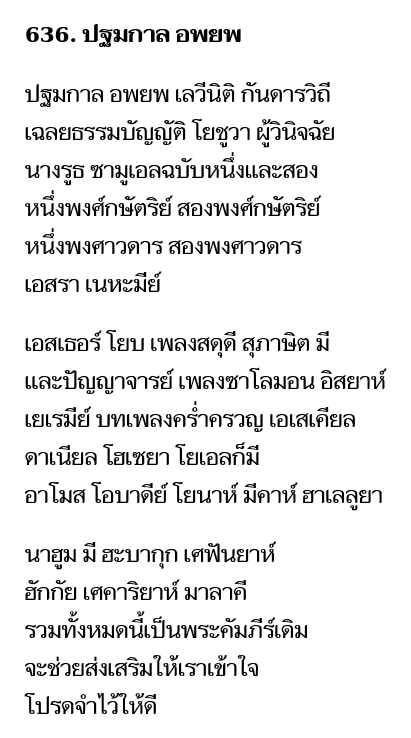 636. ปฐมกาล อพยพ
ปฐมกาล อพยพ เลวีนิติ กันดารวิถี
เฉลยธรรมบัญญัติ โยชูวา ผู้วินิจฉัย
นางรูธ ซามูเอลฉบับหนึ่งและสอง
หนึ่งพงศ์กษัตริย์ สองพงศ์กษัตริย์
หนึ่งพงศาวดาร สองพงศาวดาร
เอสรา เนหะมีย์
เอสเธอร์ โยบ เพลงสดุดี สุภาษิต มี
และปัญญาจารย์ เพลงซาโลมอน อิสยาห์
เยเรมีย์ บทเพลงคร่ำครวญ เอเสเคียล
ดาเนียล โฮเชยา โยเอลก็มี
อาโมส โอบาดีย์ โยนาห์ มีคาห์ ฮาเลลูยา
นาฮูม มี ฮะบากุก เศฟันยาห์
ฮักกัย เศคาริยาห์ มาลาคี
รวมทั้งหมดนี้เป็นพระคัมภีร์เดิม
จะช่วยส่งเสริมให้เราเข้าใจ
โปรดจำไว้ให้ดี